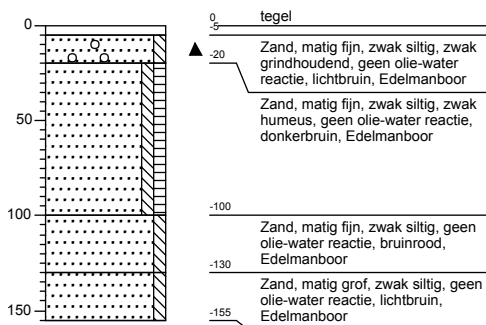 0
50
100
150
0
tegel
-5
Zand, matig fijn, zwak siltig, zwak
grindhoudend, geen olie-water
reactie, lichtbruin, Edelmanboor
-20
Zand, matig fijn, zwak siltig, zwak
humeus, geen olie-water reactie,
donkerbruin, Edelmanboor
-100
Zand, matig fijn, zwak siltig, geen
olie-water reactie, bruinrood,
Edelmanboor
-130
Zand, matig grof, zwak siltig, geen
olie-water reactie, lichtbruin,
Edelmanboor
-155